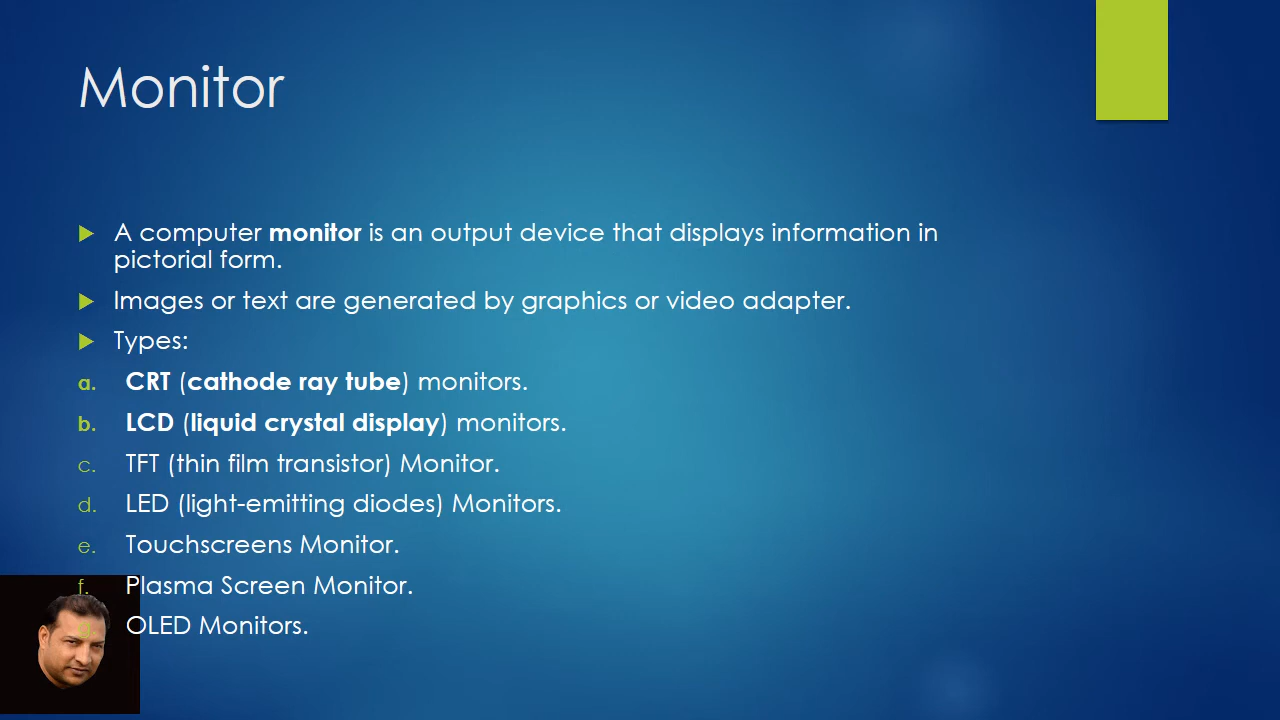 Monitor
A computer monitor is an output device that displays information in
pictorial form.
Images or text are generated by graphics or video adapter.
Types:
a. CRT (cathode ray tube) monitors.
b. LCD (liquid crystal display) monitors.
c. TFT (thin film transistor) Monitor.
d. LED (light-emitting diodes) Monitors.
e. Touchscreens Monitor.
f. Plasma Screen Monitor.
g. OLED Monitors.